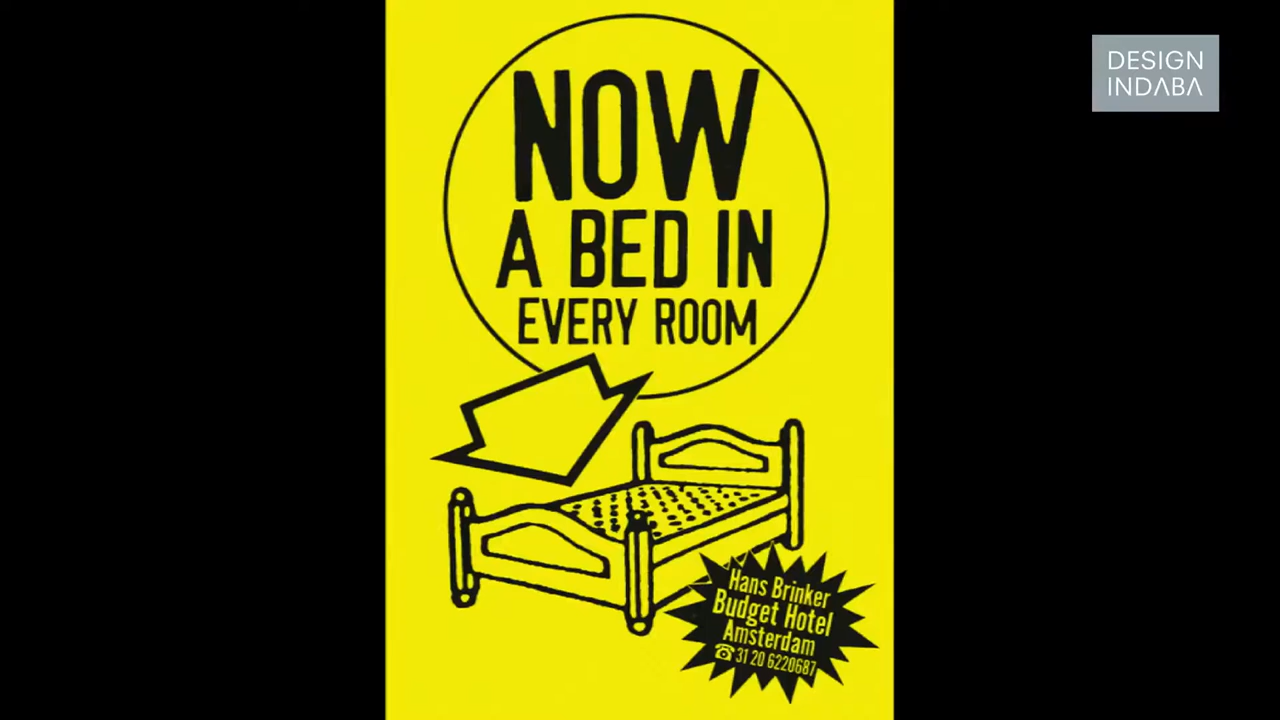 NOW
A BED IN
EVERY ROOM
Hans Brinker
Budget Hotel
Amsterdam
☎31 20 6220687
DESIGN
INDABA